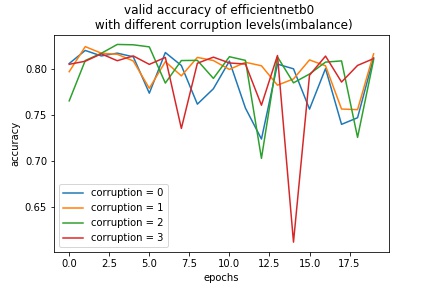 valid accuracy of efficientnetb0
with different corruption levels(imbalance)
accuracy
0.80
0.75
0.70
0.65
corruption = 0
corruption = 1
corruption = 2
corruption = 3
0.0 2.5 5.0 7.5 10.0 12.5 15.0 17.5
epochs